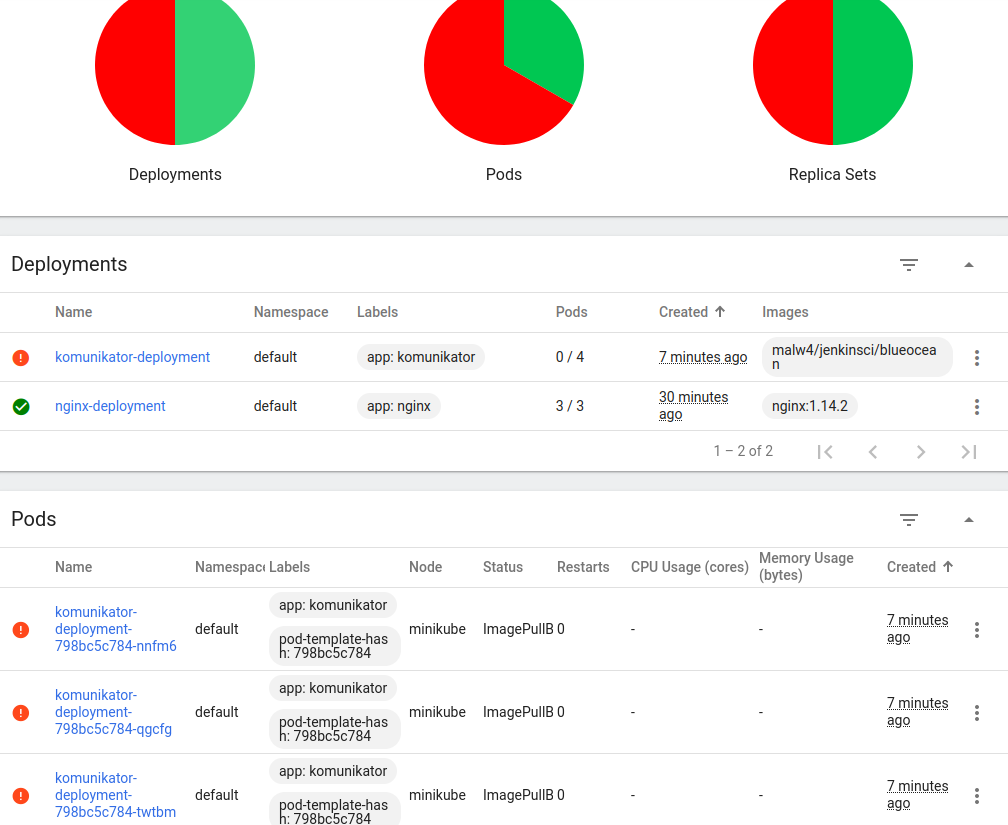 Deployments
Pods
Replica Sets
Deployments
Name Namespace Labels Pods Created Images
komunikator-deployment default app: komunikator 0 / 4 7 minutes ago malw4/jenkinsci/blueocea
n
nginx-deployment default app: nginx 3 / 3 30 minutes
ago nginx:1.14.2
1 – 2 of 2
Pods
Name Namespac Labels Node Status Restarts CPU Usage (cores) Memory Usage
(bytes) Created
komunikator-
deployment-
798bc5c784-nnfm6
default
app: komunikator
pod-template-has
h: 798bc5c784
minikube
ImagePullB
0
-
-
7 minutes
ago
komunikator-
deployment-
798bc5c784-qgcfg
default
app: komunikator
pod-template-has
h: 798bc5c784
minikube
ImagePullB
0
-
-
7 minutes
ago
komunikator-
deployment-
798bc5c784-twtbm
default
app: komunikator
pod-template-has
h: 798bc5c784
minikube
ImagePullB
0
-
-
7 minutes
ago